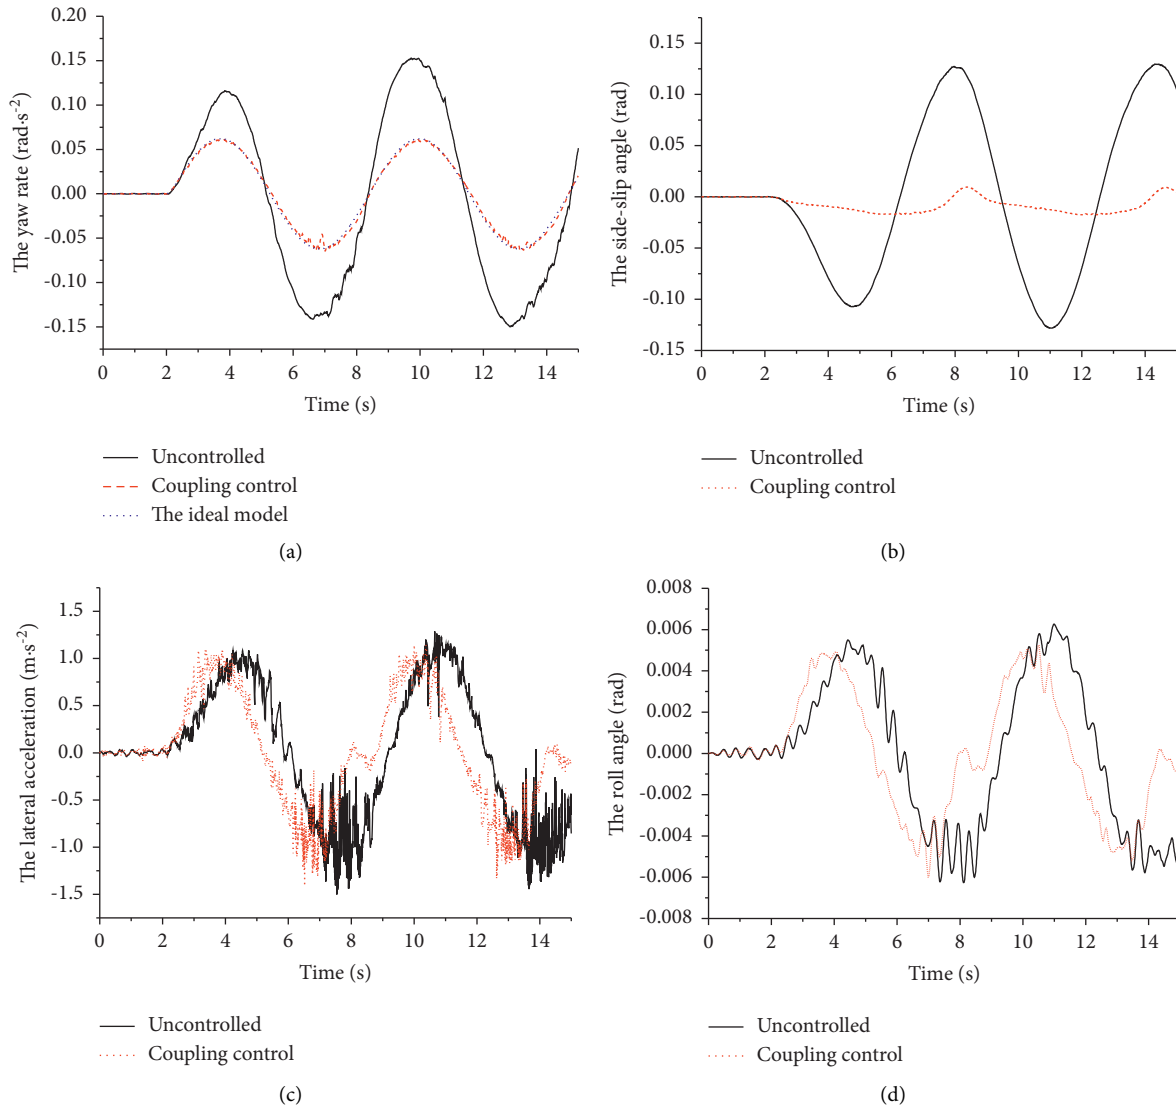 0.20
0.15
0.10
0.05
0.00
-0.05
-0.10
-0.15
The yaw rate (rad·s-2)
0 2 4 6 8 10 12 14
Time (s)
Uncontrolled
Coupling control
The ideal model
(a)
0.15
0.10
0.05
0.00
-0.05
-0.10
-0.15
The side-slip angle (rad)
0 2 4 6 8 10 12 14
Time (s)
Uncontrolled
Coupling control
(b)
1.5
1.0
0.5
0.0
-0.5
-1.0
-1.5
The lateral acceleration (m·s-2)
0 2 4 6 8 10 12 14
Time (s)
Uncontrolled
Coupling control
(c)
0.008
0.006
0.004
0.002
0.000
-0.002
-0.004
-0.006
-0.008
The roll angle (rad)
0 2 4 6 8 10 12 14
Time (s)
Uncontrolled
Coupling control
(d)